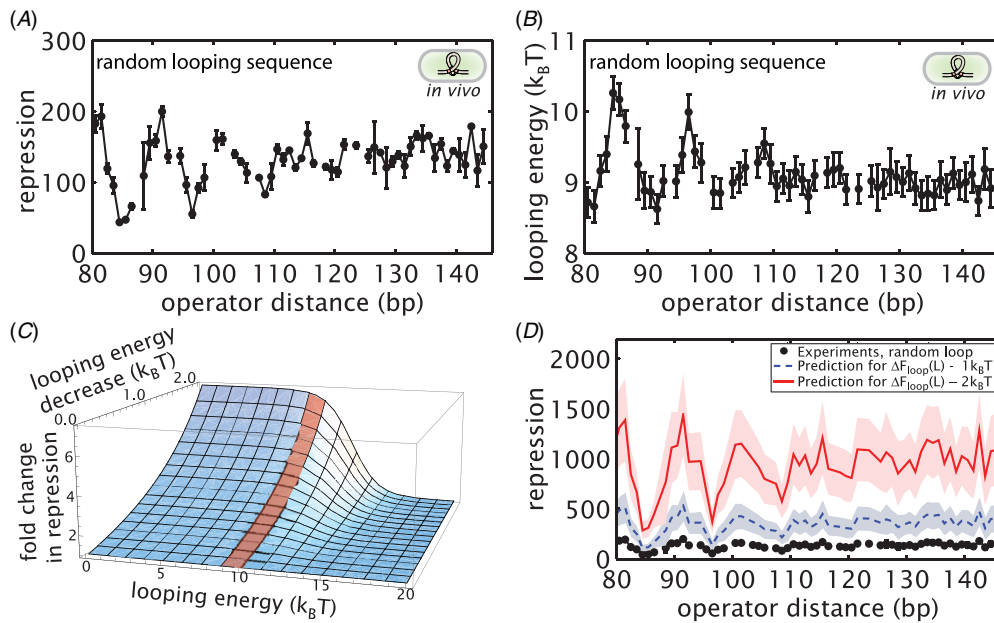 (A)
300
200
100
0
repression
random looping sequence
in vivo
80 90 100 110 120 130 140
operator distance (bp)
(B)
11
10
9
8
looping energy (kBT)
random looping sequence
in vivo
80 90 100 110 120 130 140
operator distance (bp)
(C)
looping energy
decrease (kBT)
2.0
1.0
0.0
fold change
in repression
6
4
2
0 5 10 15 20
looping energy (kBT)
(D)
2000
1500
1000
500
0
repression
Experiments, random loop
Prediction for ΔFloop(L) - 1kBT
Prediction for ΔFloop(L) – 2kBT
80 90 100 110 120 130 140
operator distance (bp)